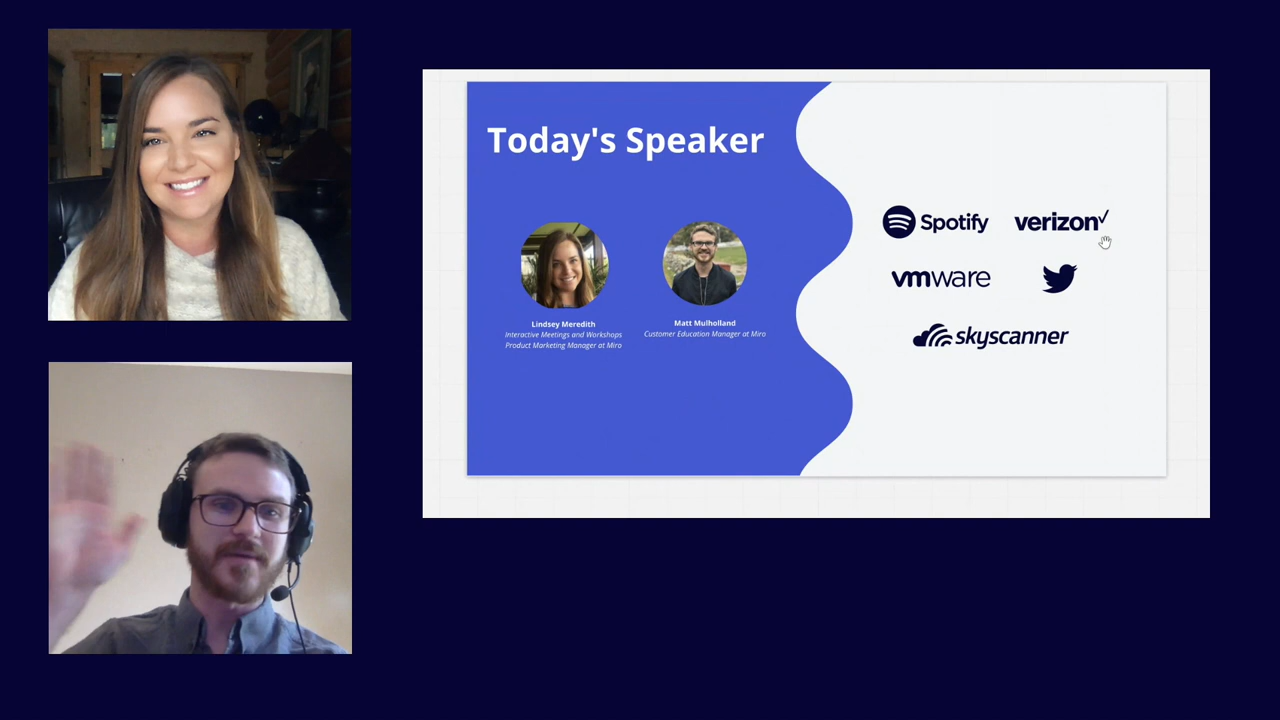 Today's Speaker
Lindsey Meredith
Interactive Meetings and Workshops
Product Marketing Manager at Miro
Matt Mulholland
Customer Education Manager at Miro
Spotify
verizon✓
vmware
skyscanner